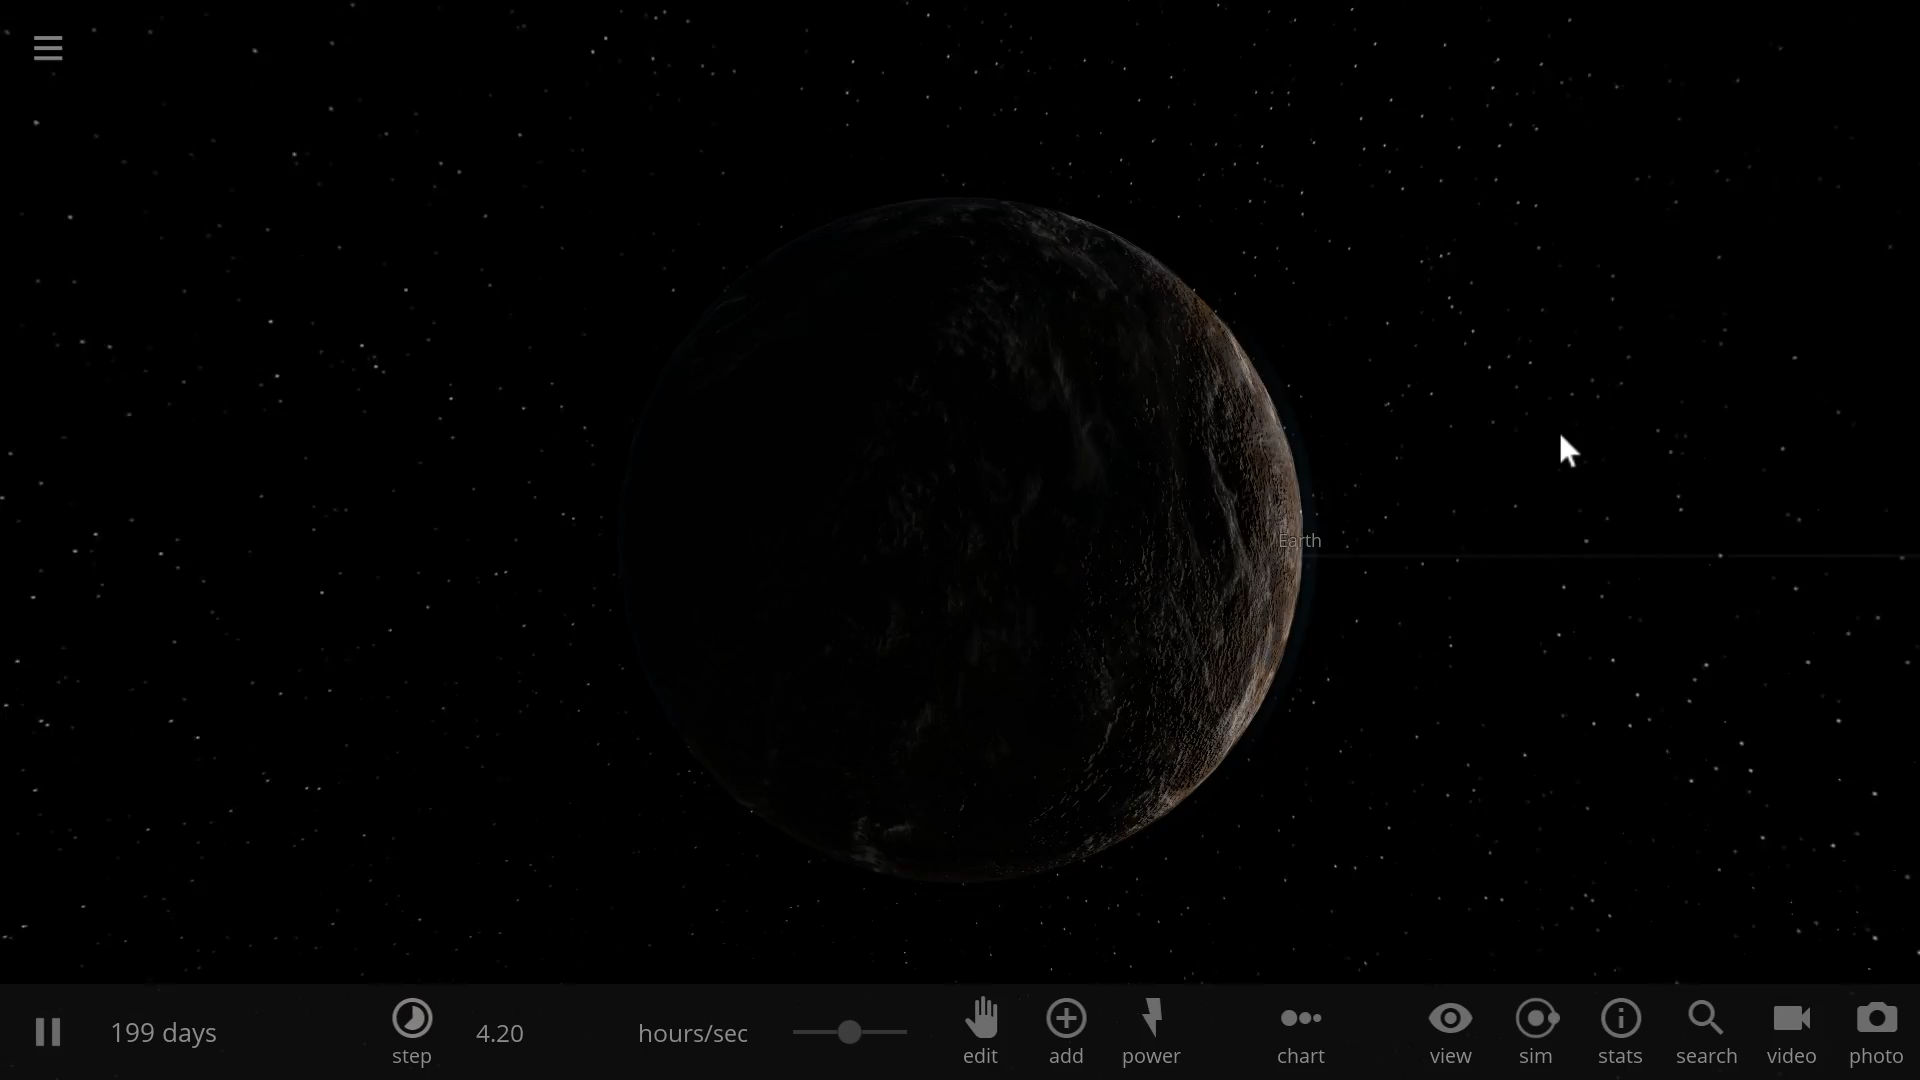 Earth
199 days
step
4.20
hours/sec
edit
add
power
chart
view
sim
stats
search
video
photo